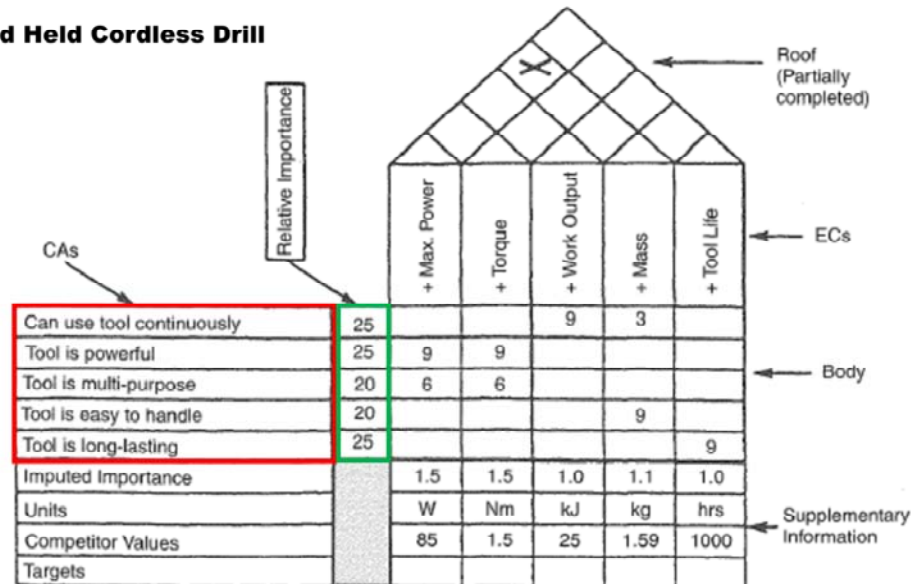 d Held Cordless Drill
Roof
(Partially
completed)
Relative Importance
CAs
+ Max. Power
+ Torque
+ Work Output
+ Mass
+ Tool Life
ECs
Can use tool continuously 25 9 3
Tool is powerful 25 9 9
Tool is multi-purpose 20 6 6
Body
Tool is easy to handle 20 9
Tool is long-lasting 25 9
Imputed Importance 1.5 1.5 1.0 1.1 1.0
Units W Nm kJ kg hrs
Supplementary
Information
Competitor Values 85 1.5 25 1.59 1000
Targets